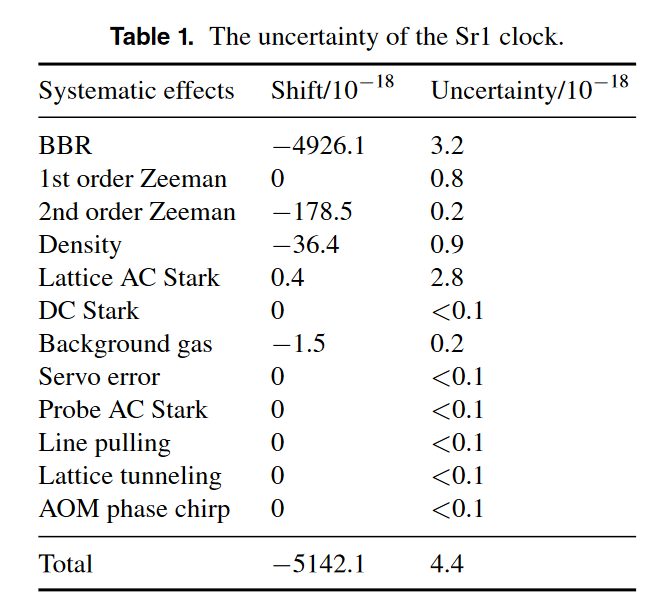 Table 1. The uncertainty of the Sr1 clock.
Systematic effects Shift/10⁻¹⁸ Uncertainty/10⁻¹⁸
BBR −4926.1 3.2
1st order Zeeman 0 0.8
2nd order Zeeman −178.5 0.2
Density −36.4 0.9
Lattice AC Stark 0.4 2.8
DC Stark 0 <0.1
Background gas −1.5 0.2
Servo error 0 <0.1
Probe AC Stark 0 <0.1
Line pulling 0 <0.1
Lattice tunneling 0 <0.1
AOM phase chirp 0 <0.1
Total −5142.1 4.4